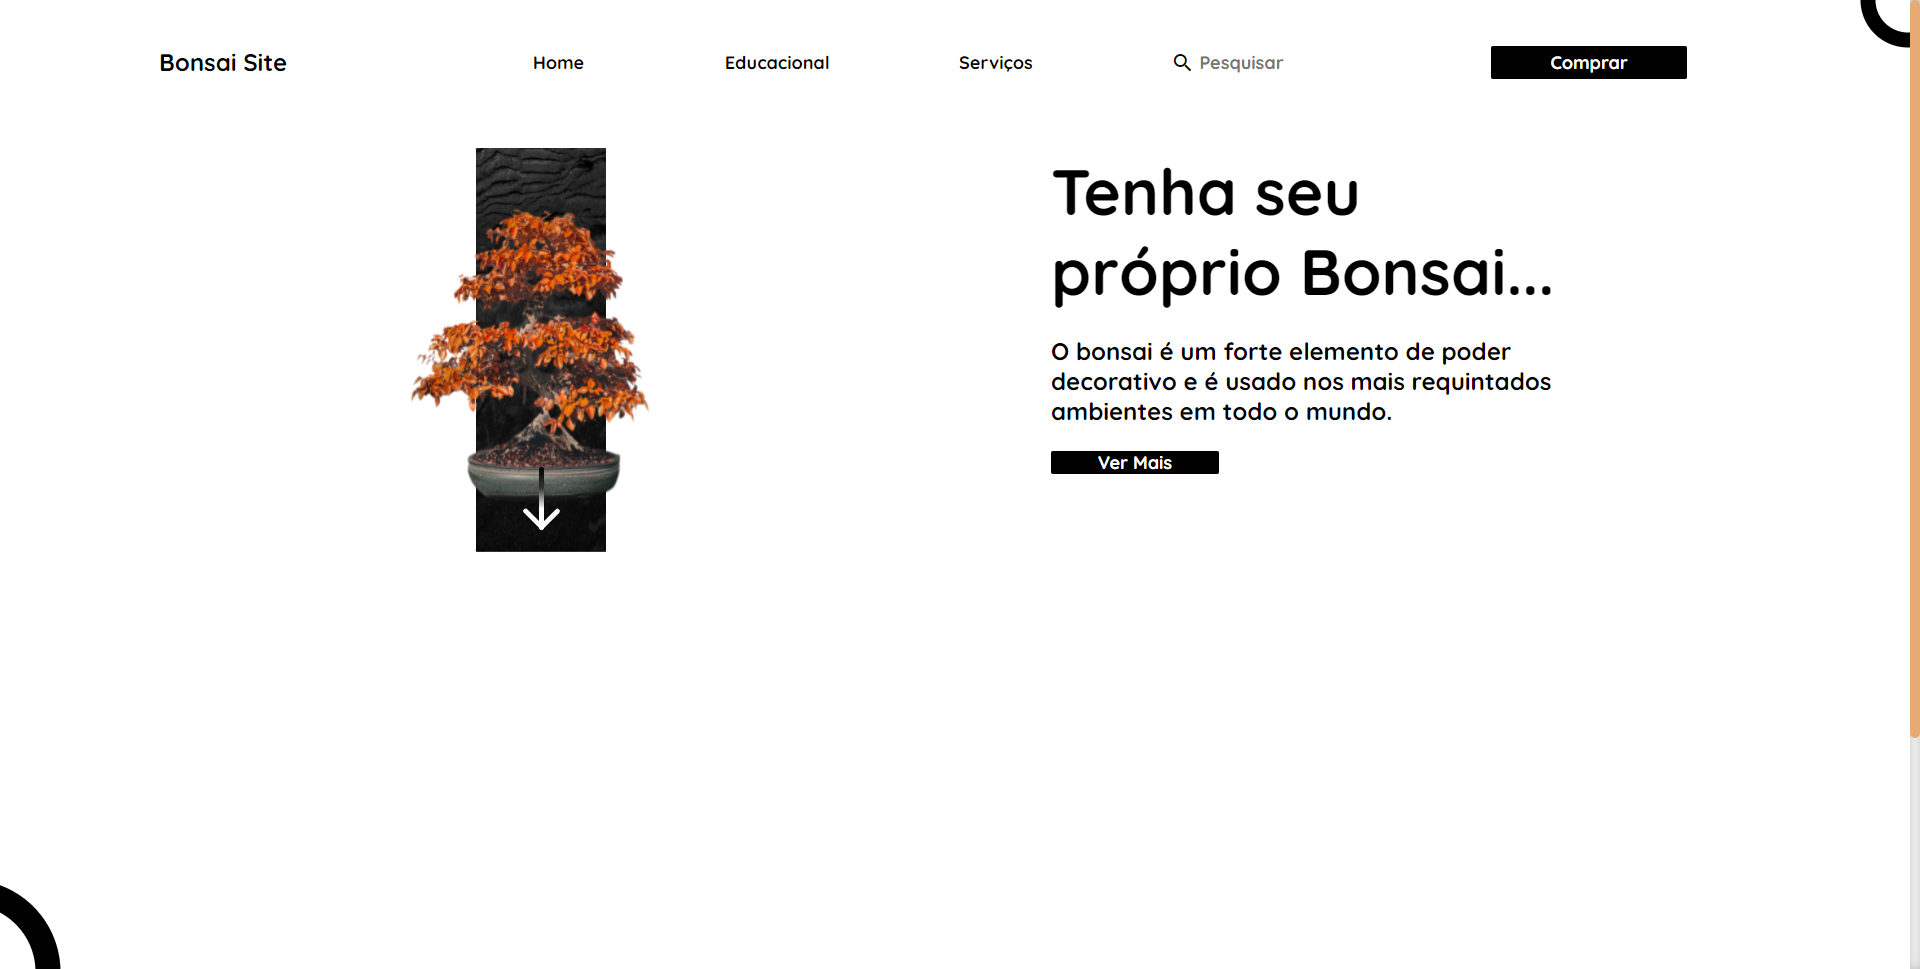 Bonsai Site
Home
Educacional
Serviços
Pesquisar
Comprar
Tenha seu
próprio Bonsai...
O bonsai é um forte elemento de poder
decorativo e é usado nos mais requintados
ambientes em todo o mundo.
Ver Mais